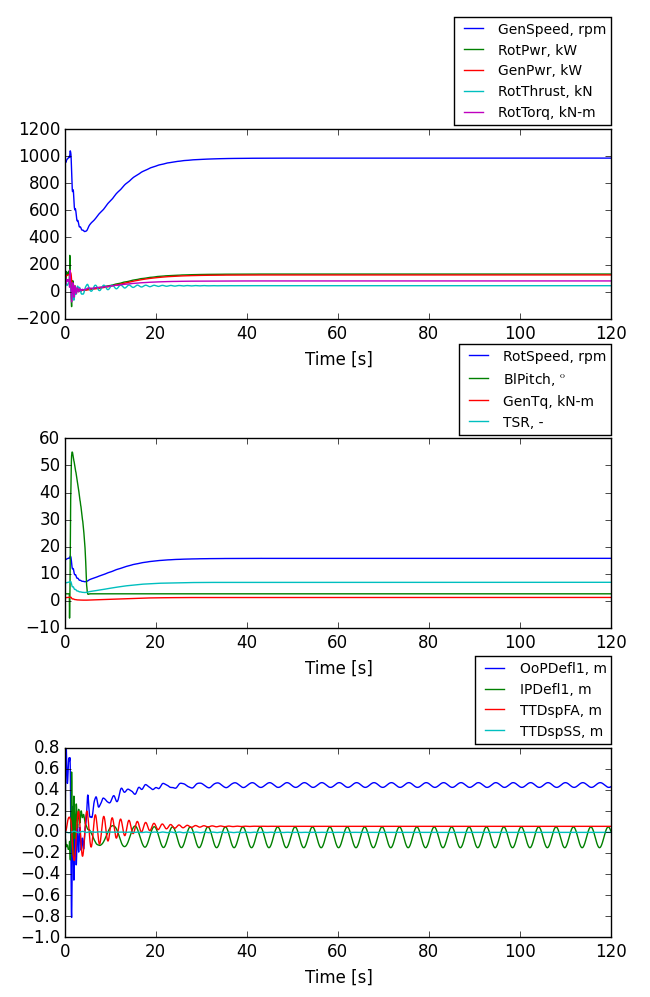 GenSpeed, rpm
RotPwr, kW
GenPwr, kW
RotThrust, kN
RotTorq, kN-m
1200
1000
800
600
400
200
0
−200
0 20 40 60 80 100 120
Time [s]
RotSpeed, rpm
BlPitch, °
GenTq, kN-m
TSR, -
60
50
40
30
20
10
0
−10
0 20 40 60 80 100 120
Time [s]
OoPDefl1, m
IPDefl1, m
TTDspFA, m
TTDspSS, m
0.8
0.6
0.4
0.2
0.0
−0.2
−0.4
−0.6
−0.8
−1.0
0 20 40 60 80 100 120
Time [s]